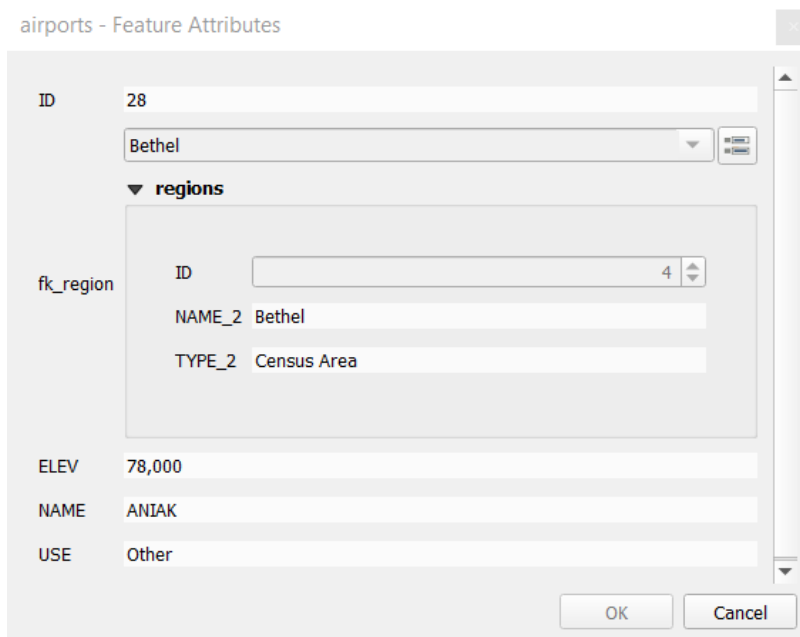 airports - Feature Attributes
ID 28
Bethel
regions
fk_region
ID 4
NAME_2 Bethel
TYPE_2 Census Area
ELEV 78,000
NAME ANIAK
USE Other
OK Cancel